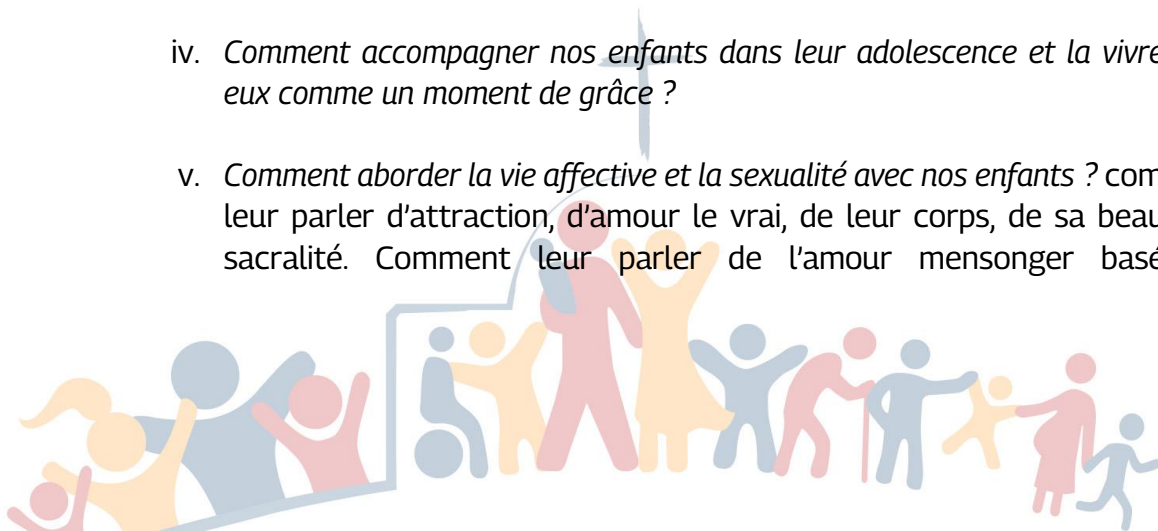 iv. Comment accompagner nos enfants dans leur adolescence et la vivre
eux comme un moment de grâce ?
v. Comment aborder la vie affective et la sexualité avec nos enfants ? com
leur parler d'attraction, d'amour le vrai, de leur corps, de sa beau
sacralité. Comment leur parler de l'amour mensonger basé